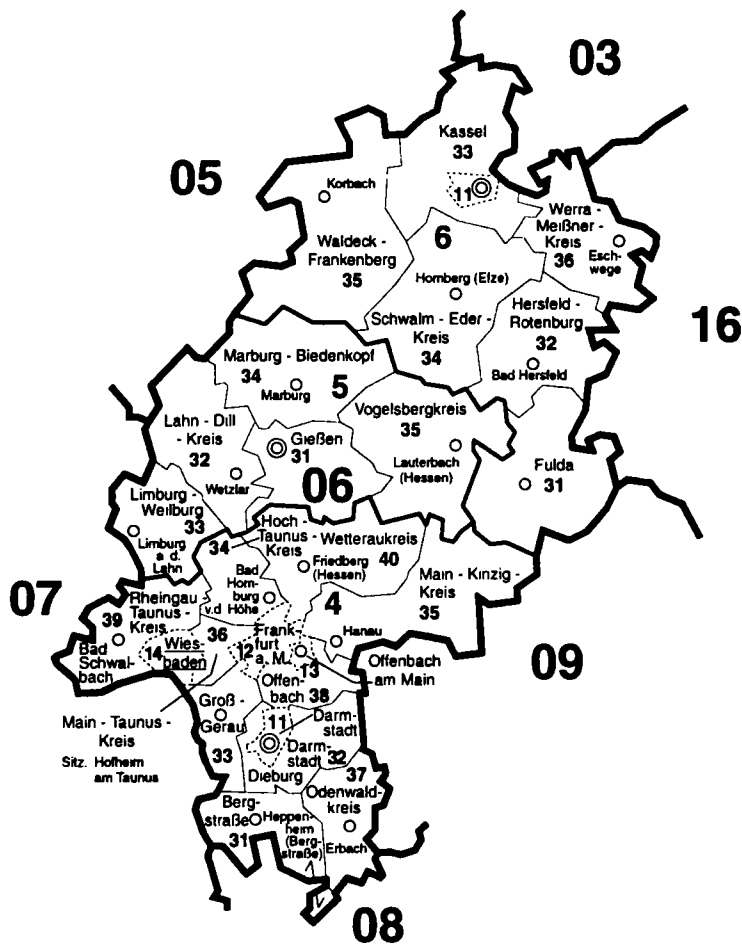 03
05
Kassel
33
11
Korbach
Werra -
Meißner-
Kreis
36
Esch-
wege
6
Waldeck -
Frankenberg
35
Homberg (Efze)
Schwalm - Eder -
Kreis
34
Hersfeld -
Rotenburg
32
Bad Hersfeld
16
Marburg - Biedenkopf
34
Marburg
5
Vogelsbergkreis
35
Lauterbach
(Hessen)
Lahn - Dill
- Kreis
32
Wetzlar
Gießen
31
06
Fulda
31
Limburg -
Weilburg
33
Limburg
a d.
Lahn
Hoch -
Taunus -
Kreis
34
Wetteraukreis
40
Friedberg
(Hessen)
Bad
Hom-
burg
v.d
Höhe
Main - Kinzig -
Kreis
35
4
Hanau
07
Rheingau
Taunus-
Kreis
39
Bad
Schwal-
bach
14
Wies-
baden
36
12
Frank-
furt
a. M.
13
Offenbach
am Main
09
Offen-
bach
38
Main - Taunus -
Kreis
Sitz. Hofheim
am Taunus
Groß -
Gerau
33
11
Darm-
stadt
Darm-
stadt
32
Dieburg
37
Odenwald-
kreis
Erbach
Berg-
straße
31
Heppen-
heim
(Berg-
straße)
08